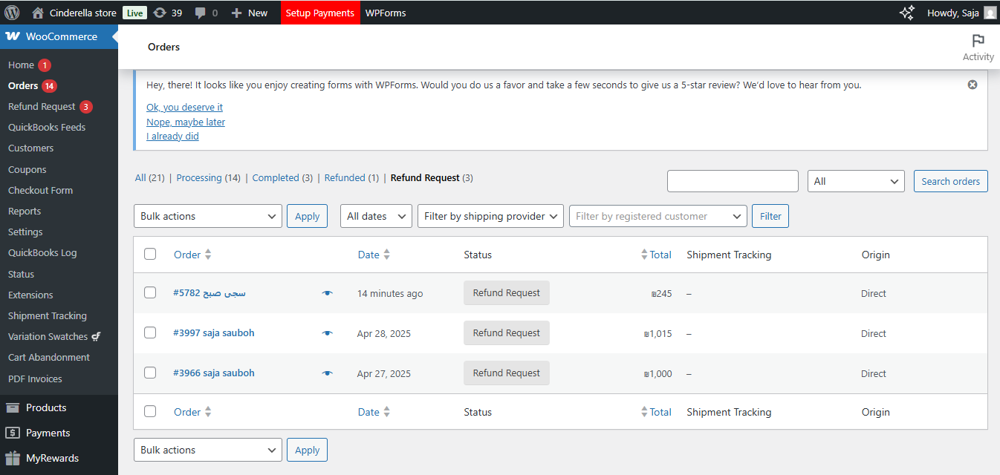 Cinderella store Live 39 0 New Setup Payments WPForms Howdy, Saja
WooCommerce
Orders
Activity
Home 1
Orders 14
Refund Request 3
QuickBooks Feeds
Customers
Coupons
Checkout Form
Reports
Settings
QuickBooks Log
Status
Extensions
Shipment Tracking
Variation Swatches
Cart Abandonment
PDF Invoices
Products
Payments
MyRewards
Hey, there! It looks like you enjoy creating forms with WPForms. Would you do us a favor and take a few seconds to give us a 5-star review? We'd love to hear from you.
Ok, you deserve it
Nope, maybe later
I already did
All (21) | Processing (14) | Completed (3) | Refunded (1) | Refund Request (3)
All Search orders
Bulk actions Apply All dates Filter by shipping provider Filter by registered customer Filter
Order Date Status Total Shipment Tracking Origin
#5782 سجى صبح 14 minutes ago Refund Request ₪245 – Direct
#3997 saja sauboh Apr 28, 2025 Refund Request ₪1,015 – Direct
#3966 saja sauboh Apr 27, 2025 Refund Request ₪1,000 – Direct
Order Date Status Total Shipment Tracking Origin
Bulk actions Apply